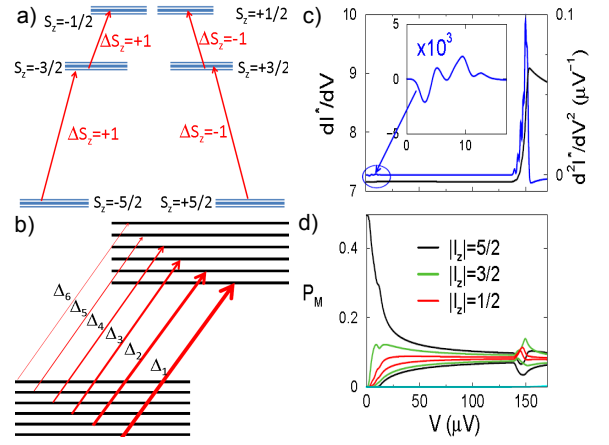 a)
S_z=-1/2
S_z=+1/2
ΔS_z=+1
ΔS_z=-1
S_z=-3/2
S_z=+3/2
ΔS_z=+1
ΔS_z=-1
S_z=-5/2
S_z=+5/2
b)
Δ_6
Δ_5
Δ_4
Δ_3
Δ_2
Δ_1
c)
10
9
8
7
dI*/dV
5
0
-5
0
10
×10^3
0.1
0
d²I*/dV² (μV⁻¹)
d)
0.4
0.2
0
P_M
|I_z|=5/2
|I_z|=3/2
|I_z|=1/2
0
50
100
150
V (μV)